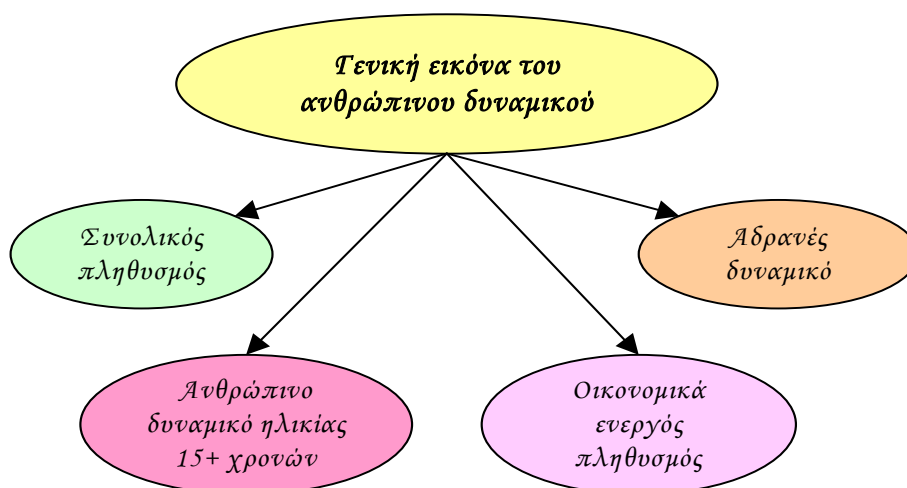 Γενική εικόνα του
ανθρώπινου δυναμικού
Συνολικός
πληθυσμός
Αδρανές
δυναμικό
Ανθρώπινο
δυναμικό ηλικίας
15+ χρονών
Οικονομικά
ενεργός
πληθυσμός